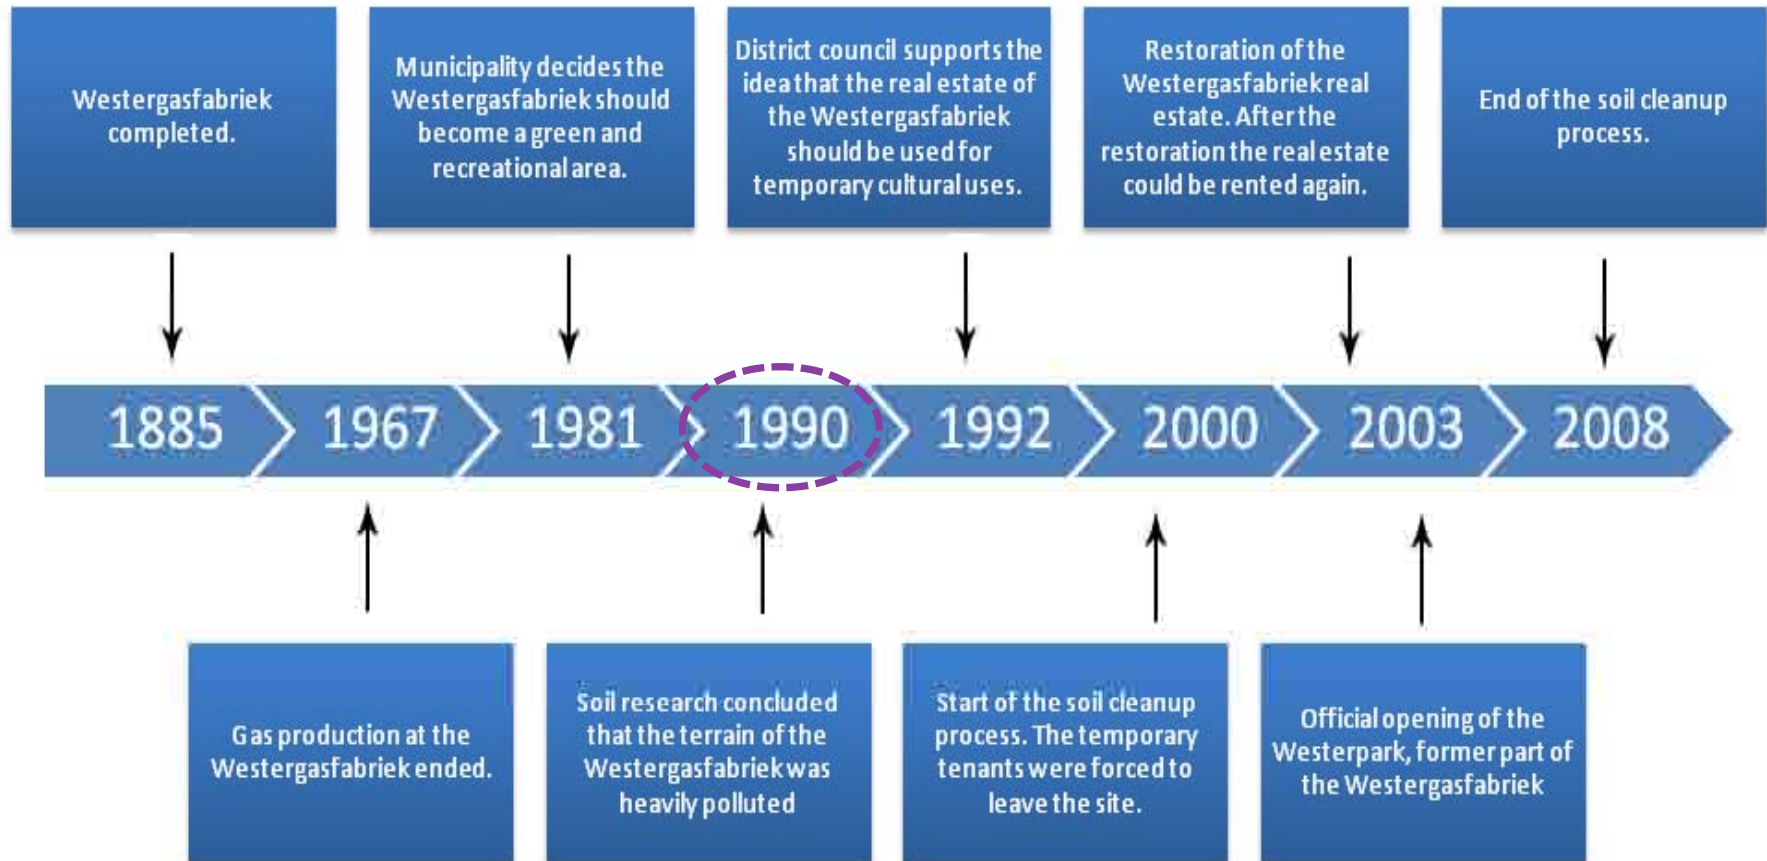 Westergasfabriek
completed.
Municipality decides the
Westergasfabriek should
become a green and
recreational area.
District council supports the
idea that the real estate of
the Westergasfabriek
should be used for
temporary cultural uses.
Restoration of the
Westergasfabriek real
estate. After the
restoration the real estate
could be rented again.
End of the soil cleanup
process.
1885
1967
1981
1990
1992
2000
2003
2008
Gas production at the
Westergasfabriek ended.
Soil research concluded
that the terrain of the
Westergasfabriek was
heavily polluted
Start of the soil cleanup
process. The temporary
tenants were forced to
leave the site.
Official opening of the
Westerpark, former part of
the Westergasfabriek